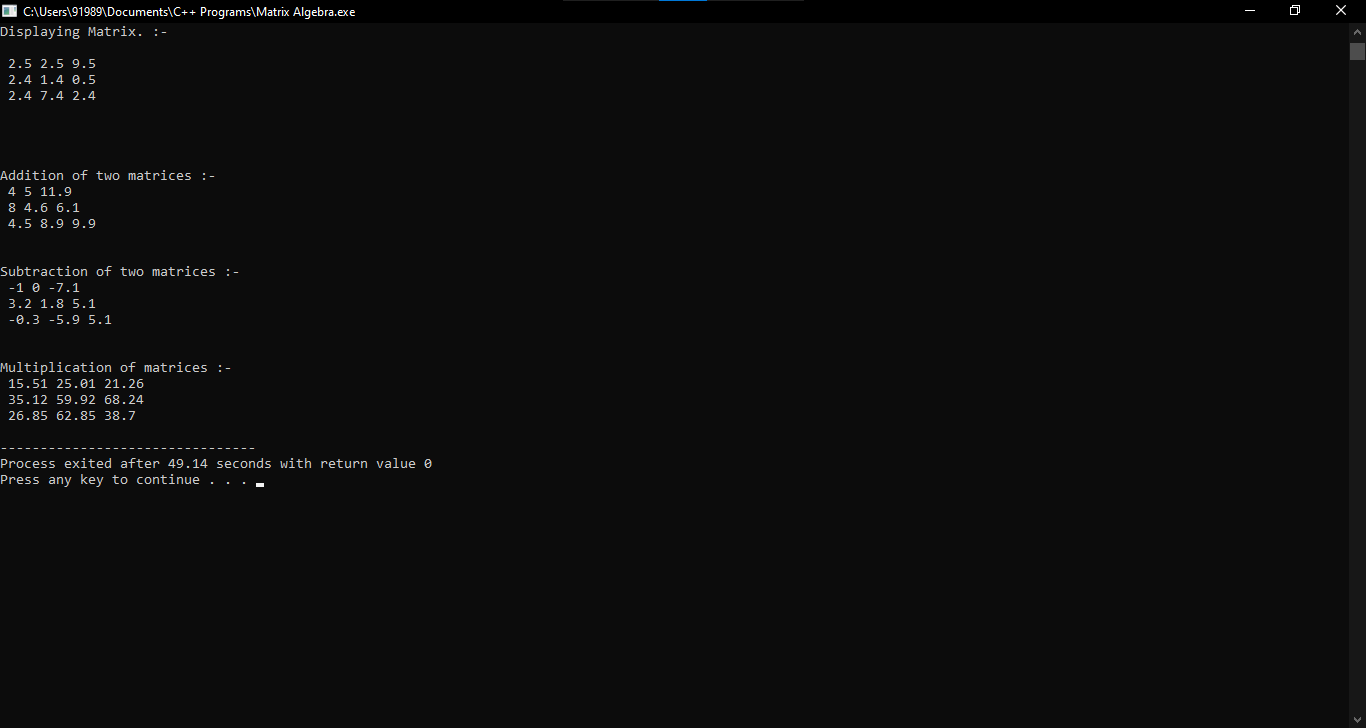 C:\Users\91989\Documents\C++ Programs\Matrix Algebra.exe
Displaying Matrix. :-
2.5 2.5 9.5
2.4 1.4 0.5
2.4 7.4 2.4
Addition of two matrices :-
4 5 11.9
8 4.6 6.1
4.5 8.9 9.9
Subtraction of two matrices :-
-1 0 -7.1
3.2 1.8 5.1
-0.3 -5.9 5.1
Multiplication of matrices :-
15.51 25.01 21.26
35.12 59.92 68.24
26.85 62.85 38.7
--------------------------------
Process exited after 49.14 seconds with return value 0
Press any key to continue . . .